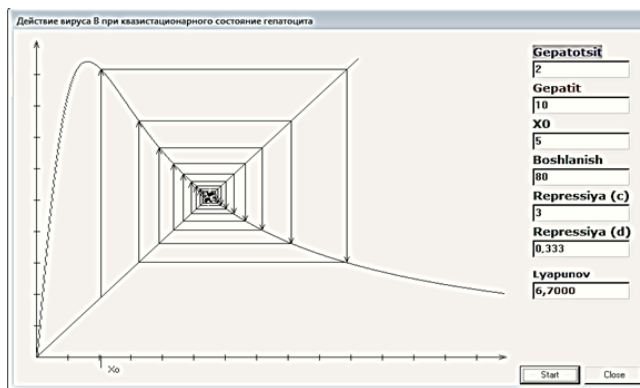 Действие вируса B при квазистационарного состояние гепатоцита
Gepatotsit
2
Gepatit
10
X0
5
Boshlanish
80
Repressiya (c)
3
Repressiya (d)
0,333
Lyapunov
6,7000
Xo
Start
Close